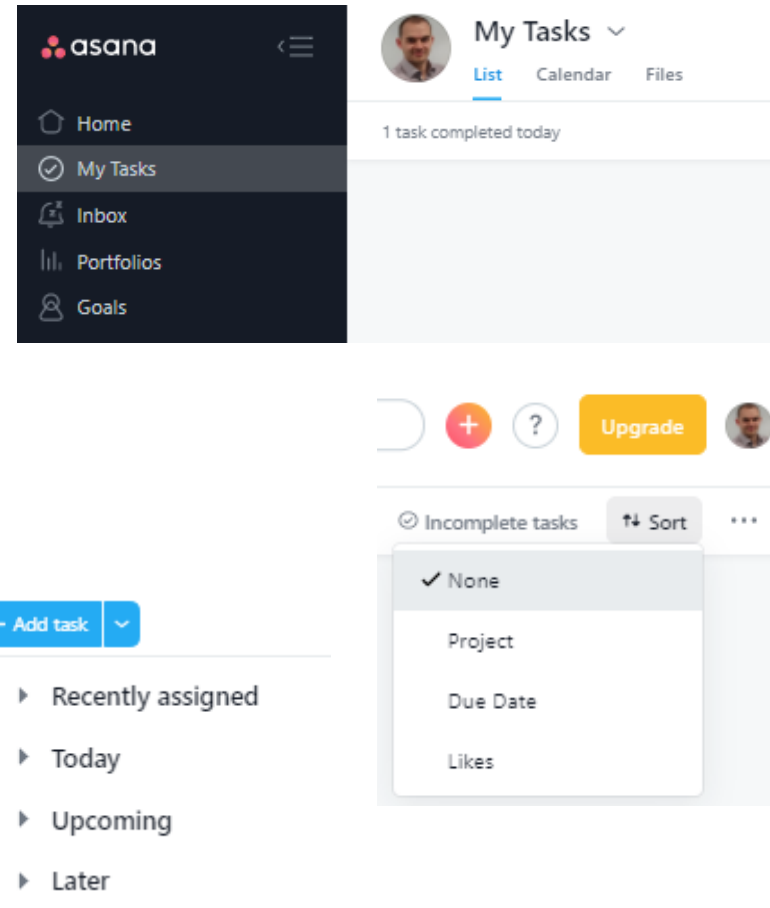 asana
Home
My Tasks
Inbox
Portfolios
Goals
My Tasks
List Calendar Files
1 task completed today
+ ? Upgrade
Incomplete tasks Sort ...
None
Project
Due Date
Likes
Add task
Recently assigned
Today
Upcoming
Later